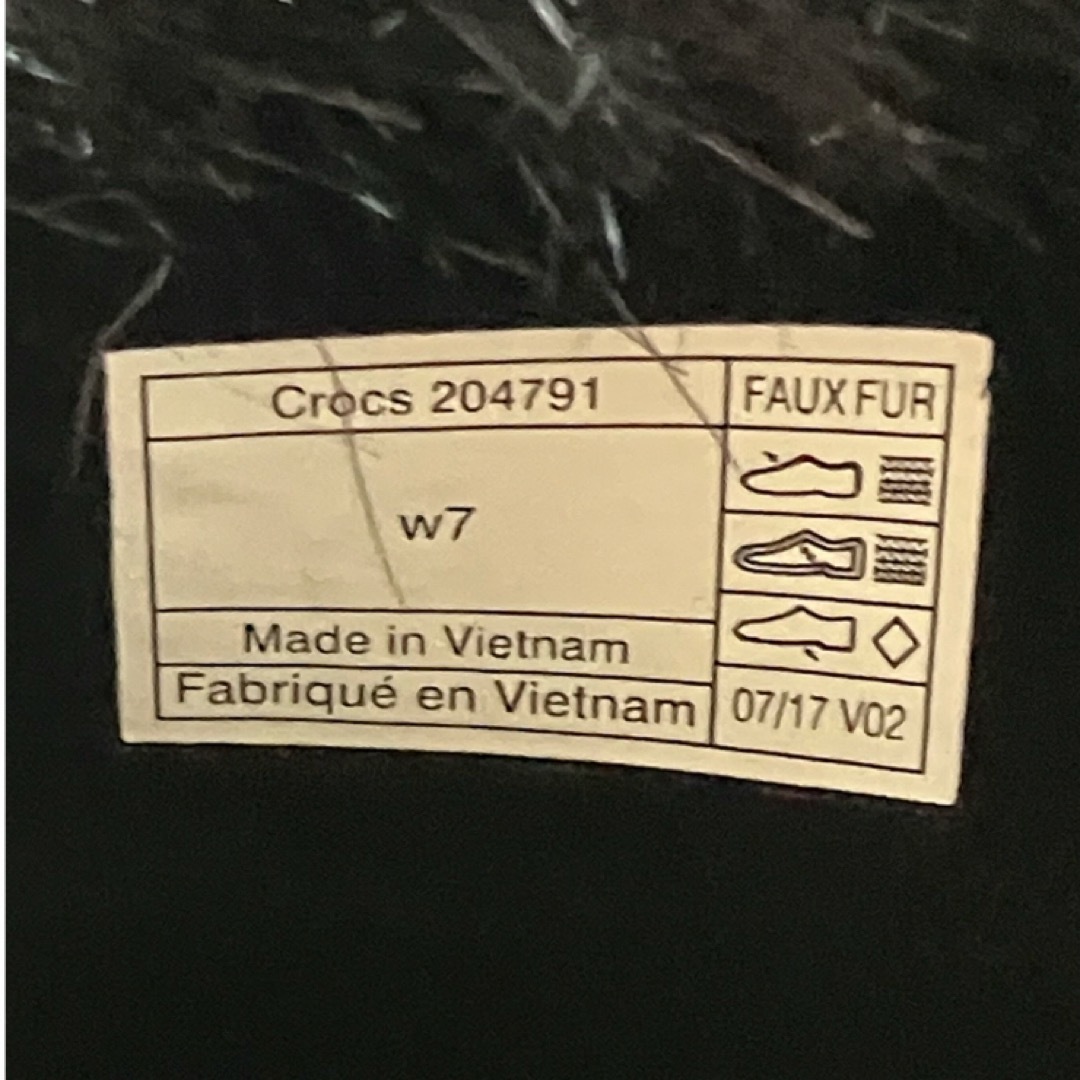 Crocs 204791
FAUX FUR
w7
Made in Vietnam
Fabriqué en Vietnam
07/17 V02